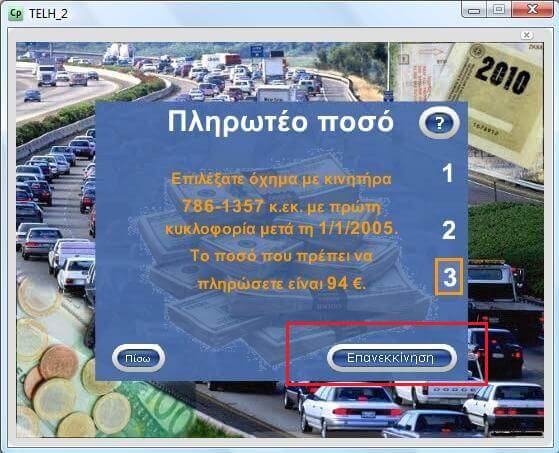 Cp TELH_2
2010
Πληρωτέο ποσό
?
Επιλέξατε όχημα με κινητήρα
786-1357 κ.εκ. με πρώτη
κυκλοφορία μετά τη 1/1/2005.
Το ποσό που πρέπει να
πληρώσετε είναι 94 €.
1
2
3
Πίσω
Επανεκκίνηση